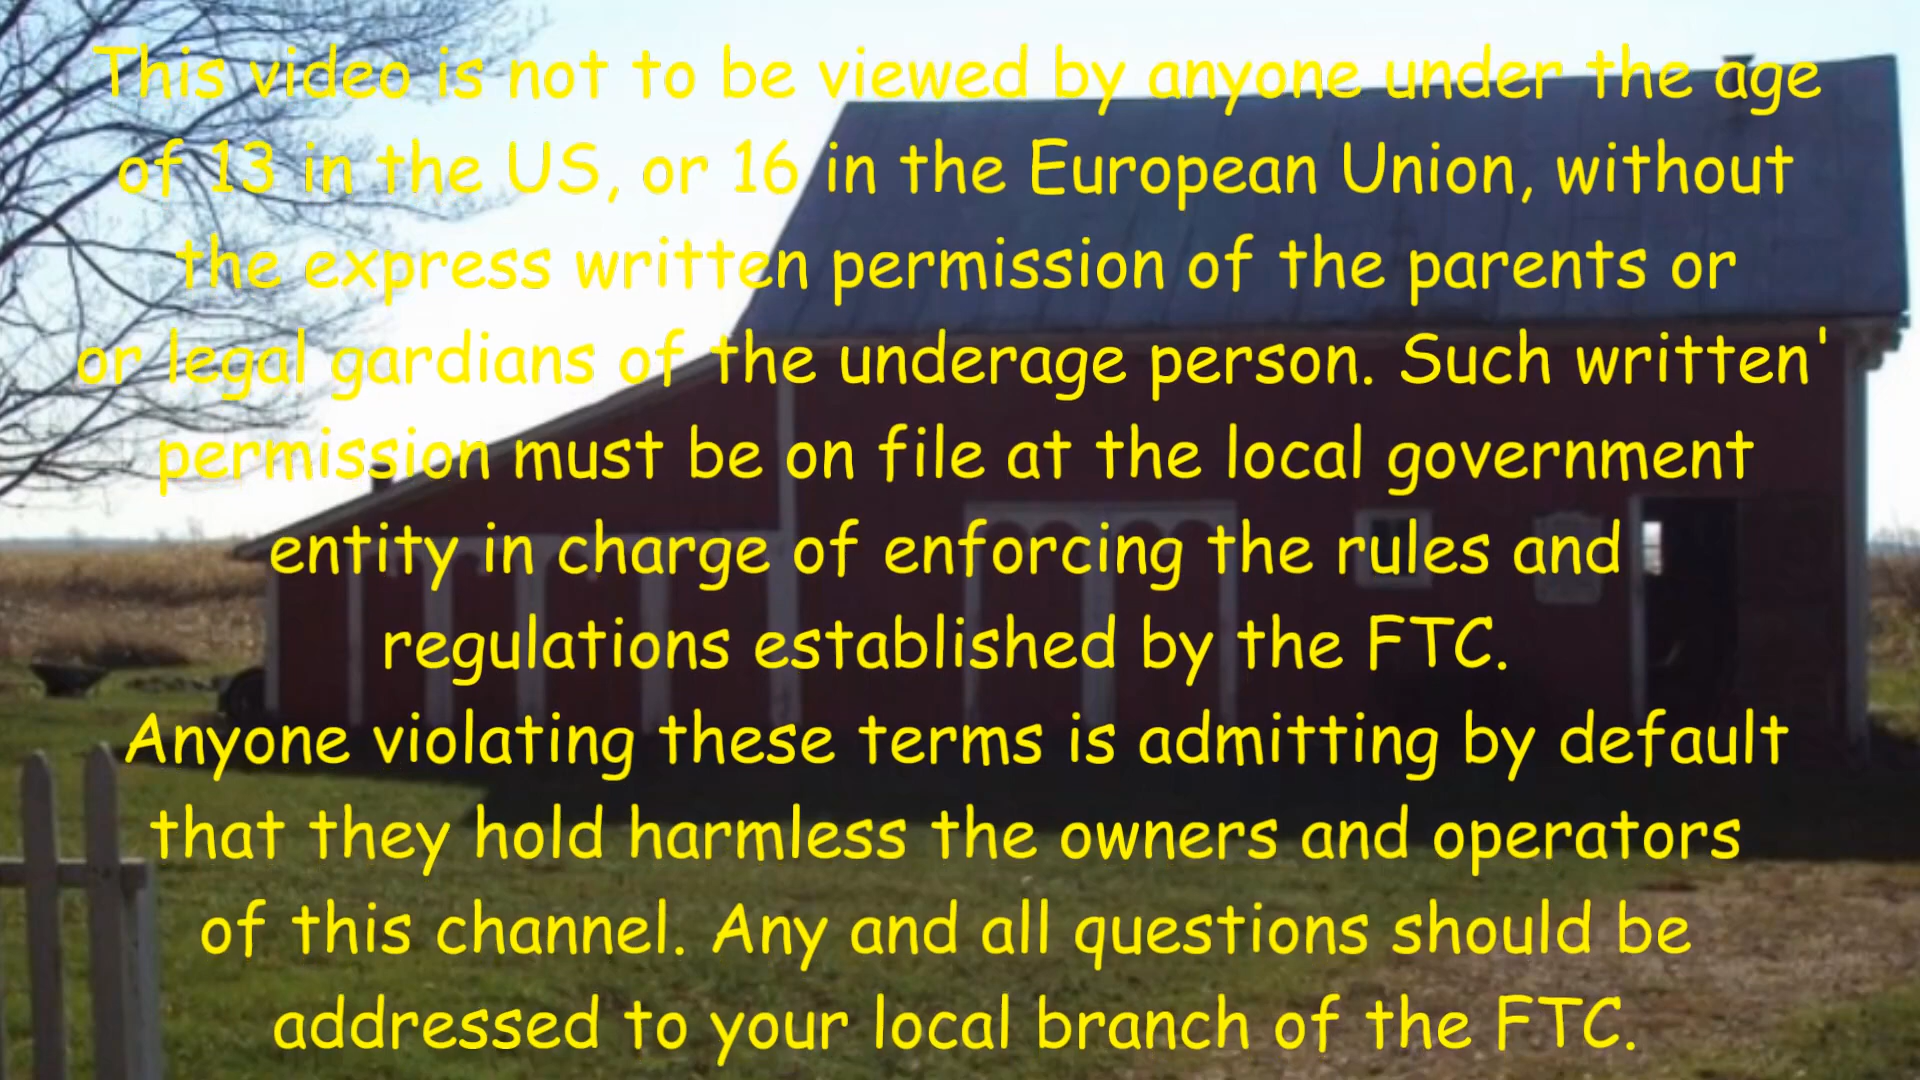 This video is not to be viewed by anyone under the age
of 13 in the US, or 16 in the European Union, without
the express written permission of the parents or
or legal gardians of the underage person. Such written'
permission must be on file at the local government
entity in charge of enforcing the rules and
regulations established by the FTC.
Anyone violating these terms is admitting by default
that they hold harmless the owners and operators
of this channel. Any and all questions should be
addressed to your local branch of the FTC.